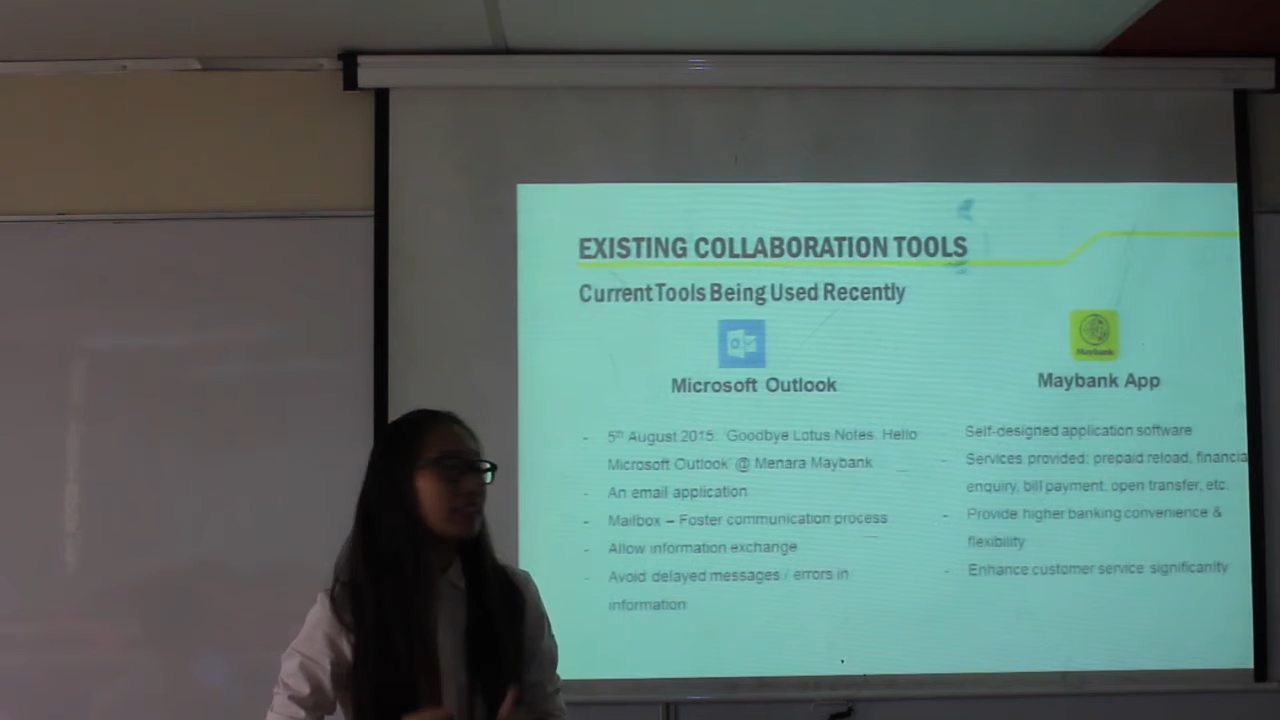 EXISTING COLLABORATION TOOLS
Current Tools Being Used Recently
Maybank
Microsoft Outlook
- 5th August 2015: Goodbye Lotus Notes, Hello
Microsoft Outlook @ Menara Maybank
- An email application
- Mailbox – Foster communication process
- Allow information exchange
- Avoid delayed messages / errors in
information
Maybank App
Self-designed application software
- Services provided: prepaid reload, financia
enquiry, bill payment, open transfer, etc.
- Provide higher banking convenience &
flexibility
- Enhance customer service significantly